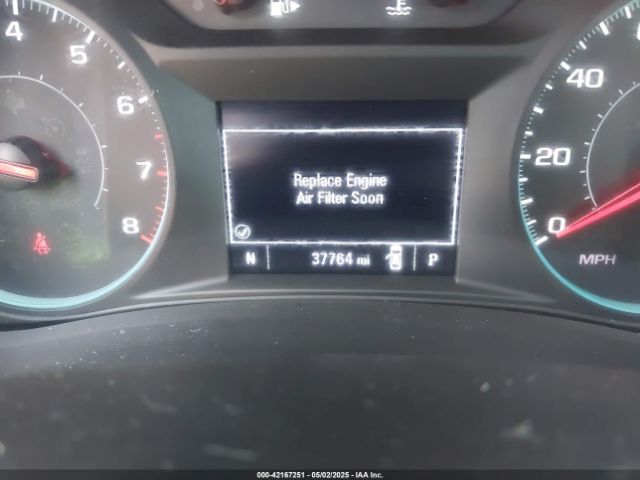 4
5
6
7
8
F
40
20
0
MPH
Replace Engine
Air Filter Soon
N 37764 mi P
000-42167251 - 05/02/2025 - IAA Inc.